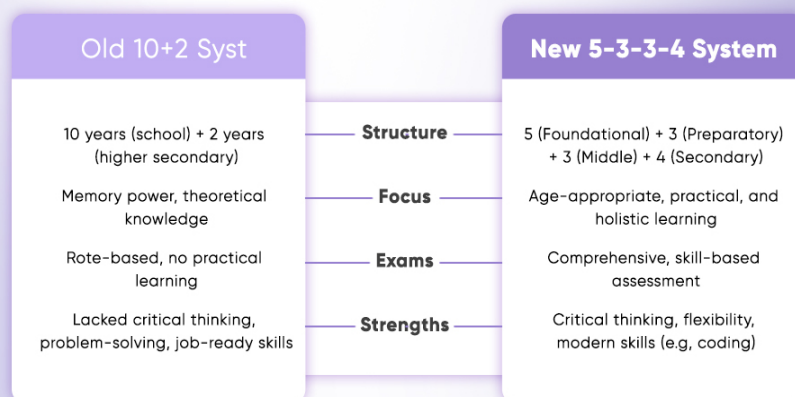 Old 10+2 Syst
New 5-3-3-4 System
10 years (school) + 2 years
(higher secondary)
Structure
5 (Foundational) + 3 (Preparatory)
+ 3 (Middle) + 4 (Secondary)
Memory power, theoretical
knowledge
Focus
Age-appropriate, practical, and
holistic learning
Rote-based, no practical
learning
Exams
Comprehensive, skill-based
assessment
Lacked critical thinking,
problem-solving, job-ready skills
Strengths
Critical thinking, flexibility,
modern skills (e.g, coding)